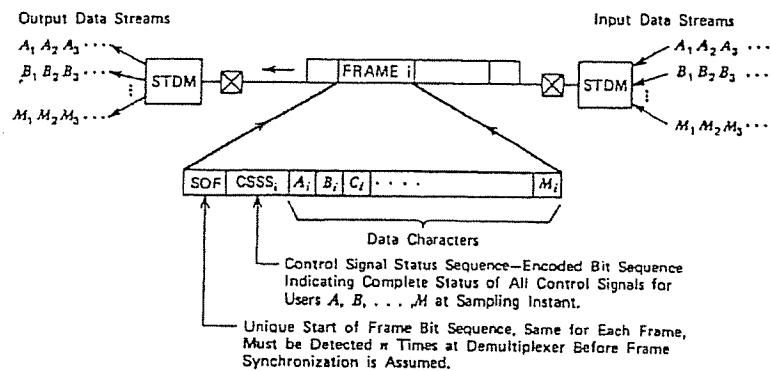 Output Data Streams
Input Data Streams
A₁ A₂ A₃ ····
B₁ B₂ B₃ ····
⋮
M₁ M₂ M₃ ····
STDM
FRAME i
STDM
A₁ A₂ A₃ ···
B₁ B₂ B₃ ···
⋮
M₁ M₂ M₃ ···
SOF CSSSᵢ Aᵢ Bᵢ Cᵢ ···· Mᵢ
Data Characters
Control Signal Status Sequence—Encoded Bit Sequence
Indicating Complete Status of All Control Signals for
Users A, B, . . . ,M at Sampling Instant.
Unique Start of Frame Bit Sequence, Same for Each Frame,
Must be Detected n Times at Demultiplexer Before Frame
Synchronization is Assumed.